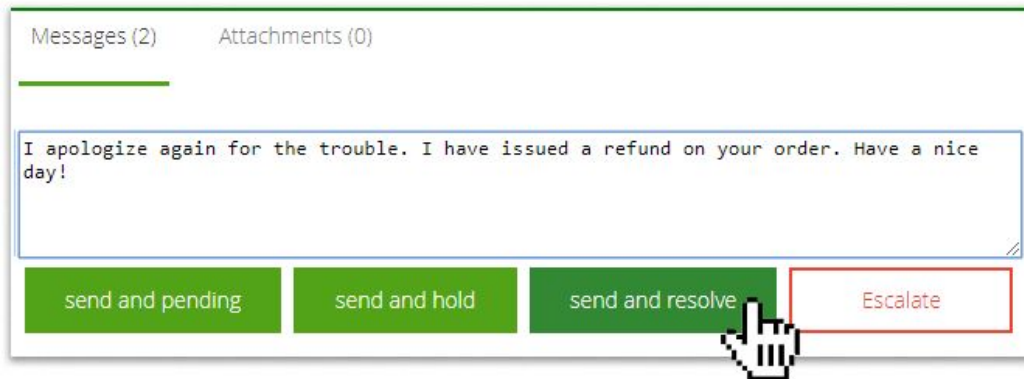 Messages (2) Attachments (0)
I apologize again for the trouble. I have issued a refund on your order. Have a nice
day!
send and pending send and hold send and resolve Escalate